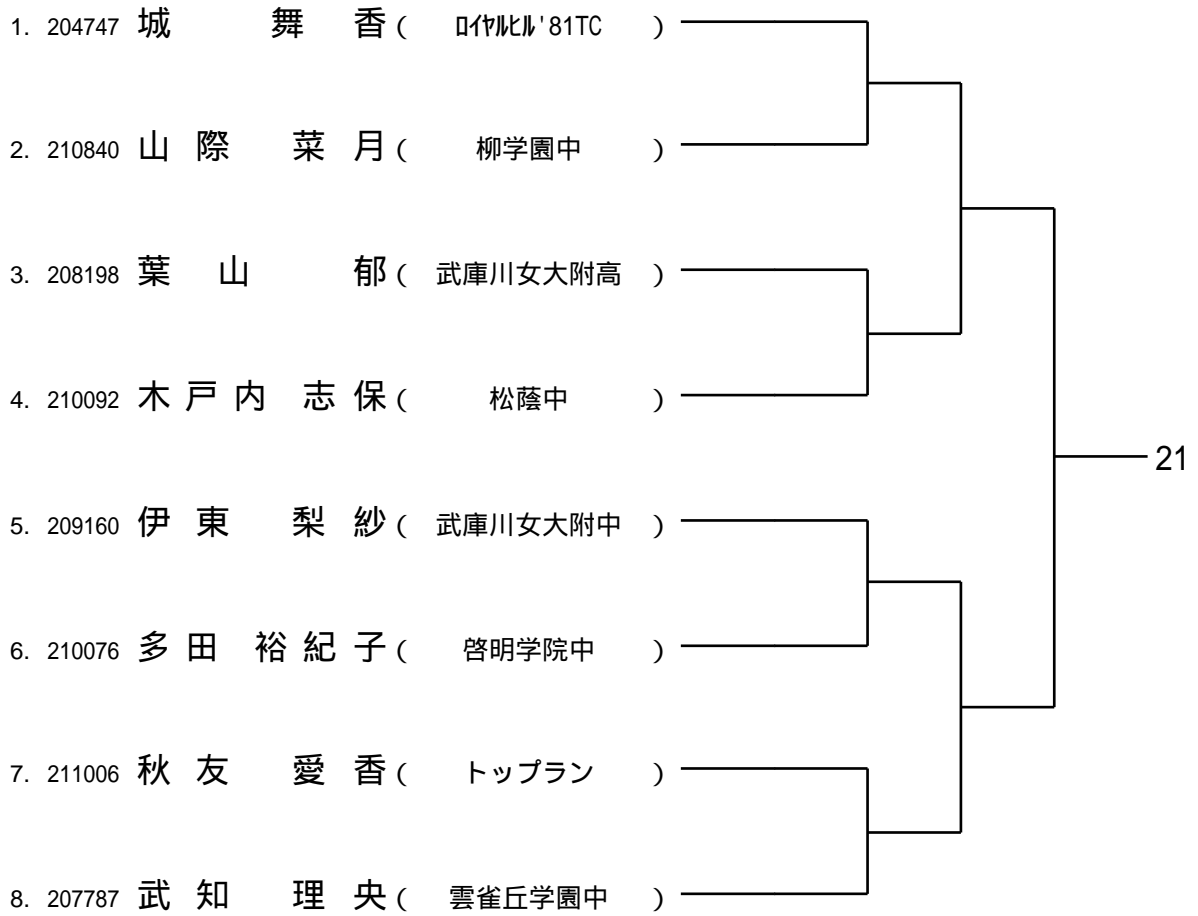 1. 204747 城 舞 香 ( ﾛｲﾔﾙﾋﾙ'81TC )
2. 210840 山 際 菜 月 ( 柳学園中 )
3. 208198 葉 山 郁 ( 武庫川女大附高 )
4. 210092 木 戸 内 志 保 ( 松蔭中 )
21
5. 209160 伊 東 梨 紗 ( 武庫川女大附中 )
6. 210076 多 田 裕 紀 子 ( 啓明学院中 )
7. 211006 秋 友 愛 香 ( トップラン )
8. 207787 武 知 理 央 ( 雲雀丘学園中 )